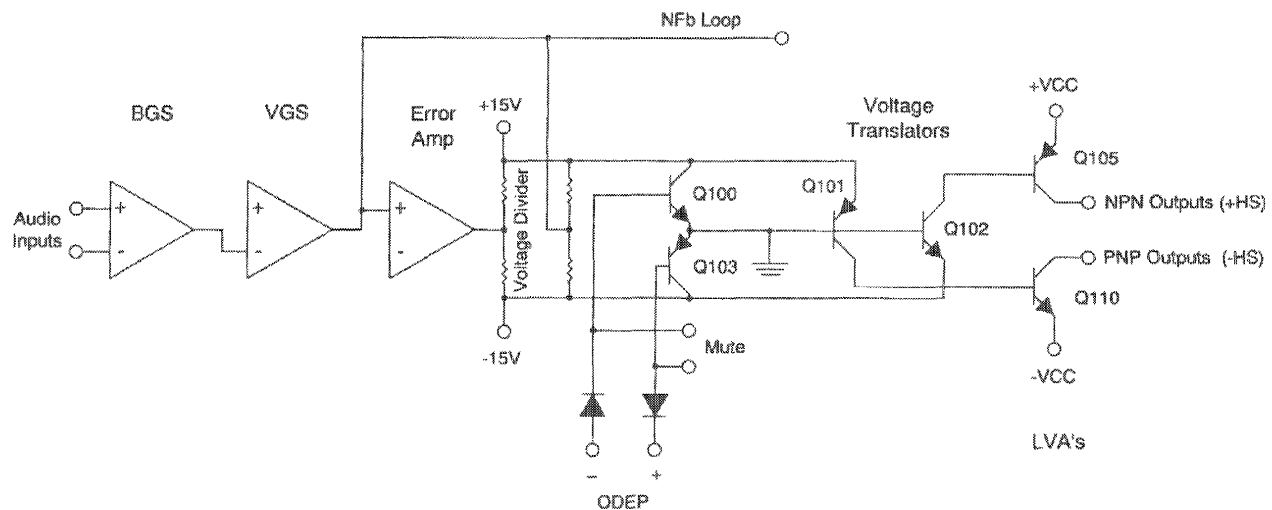 NFb Loop
BGS
VGS
Error
Amp
+15V
Voltage
Translators
+VCC
Audio
Inputs
+
-
+
-
+
-
Voltage Divider
Q100
Q101
Q105
NPN Outputs (+HS)
Q102
Q103
PNP Outputs (-HS)
Q110
-15V
Mute
-VCC
LVA's
-
+
ODEP